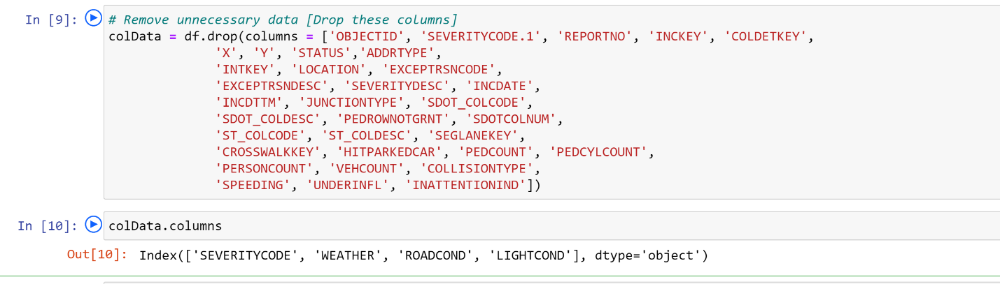 In [9]: # Remove unnecessary data [Drop these columns]
colData = df.drop(columns = ['OBJECTID', 'SEVERITYCODE.1', 'REPORTNO', 'INCKEY', 'COLDETKEY',
'X', 'Y', 'STATUS','ADDRTYPE',
'INTKEY', 'LOCATION', 'EXCEPTRSNCODE',
'EXCEPTRSNDESC', 'SEVERITYDESC', 'INCDATE',
'INCDTTM', 'JUNCTIONTYPE', 'SDOT_COLCODE',
'SDOT_COLDESC', 'PEDROWNOTGRNT', 'SDOTCOLNUM',
'ST_COLCODE', 'ST_COLDESC', 'SEGLANEKEY',
'CROSSWALKKEY', 'HITPARKEDCAR', 'PEDCOUNT', 'PEDCYLCOUNT',
'PERSONCOUNT', 'VEHCOUNT', 'COLLISIONTYPE',
'SPEEDING', 'UNDERINFL', 'INATTENTIONIND'])
In [10]: colData.columns
Out[10]: Index(['SEVERITYCODE', 'WEATHER', 'ROADCOND', 'LIGHTCOND'], dtype='object')